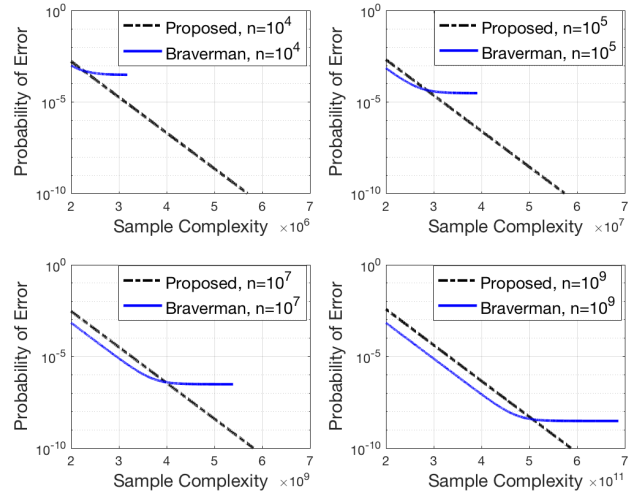 10^0
10^-5
10^-10
Probability of Error
Proposed, n=10^4
Braverman, n=10^4
2 3 4 5 6 7
Sample Complexity ×10^6
10^0
10^-5
10^-10
Probability of Error
Proposed, n=10^5
Braverman, n=10^5
2 3 4 5 6 7
Sample Complexity ×10^7
10^0
10^-5
10^-10
Probability of Error
Proposed, n=10^7
Braverman, n=10^7
2 3 4 5 6 7
Sample Complexity ×10^9
10^0
10^-5
10^-10
Probability of Error
Proposed, n=10^9
Braverman, n=10^9
2 3 4 5 6 7
Sample Complexity ×10^11